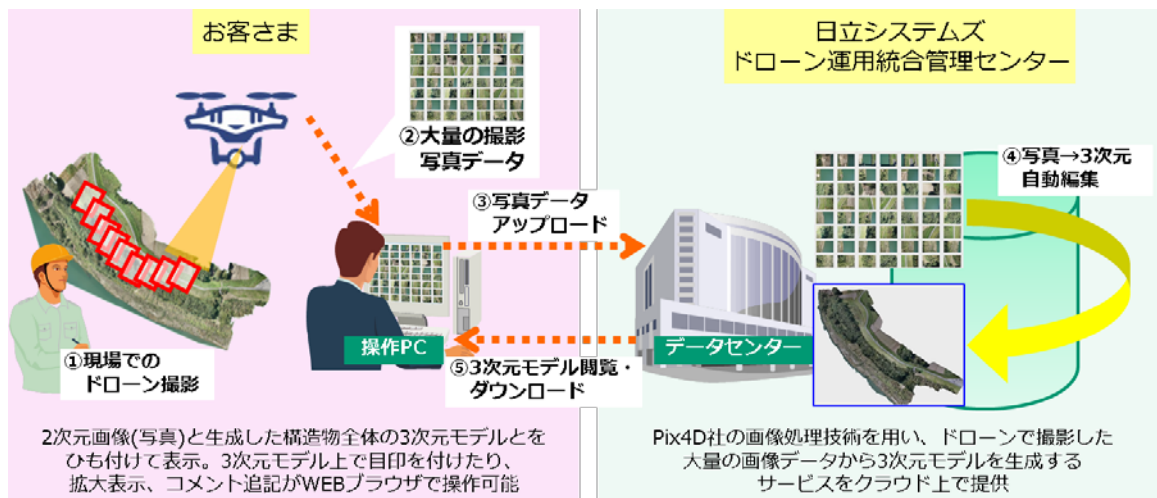 お客さま
日立システムズ
ドローン運用統合管理センター
②大量の撮影
写真データ
③写真データ
アップロード
④写真→3次元
自動編集
操作PC
データセンター
①現場での
ドローン撮影
⑤3次元モデル閲覧・
ダウンロード
2次元画像(写真)と生成した構造物全体の3次元モデルとを
ひも付けて表示。3次元モデル上で目印を付けたり、
拡大表示、コメント追記がWEBブラウザで操作可能
Pix4D社の画像処理技術を用い、ドローンで撮影した
大量の画像データから3次元モデルを生成する
サービスをクラウド上で提供